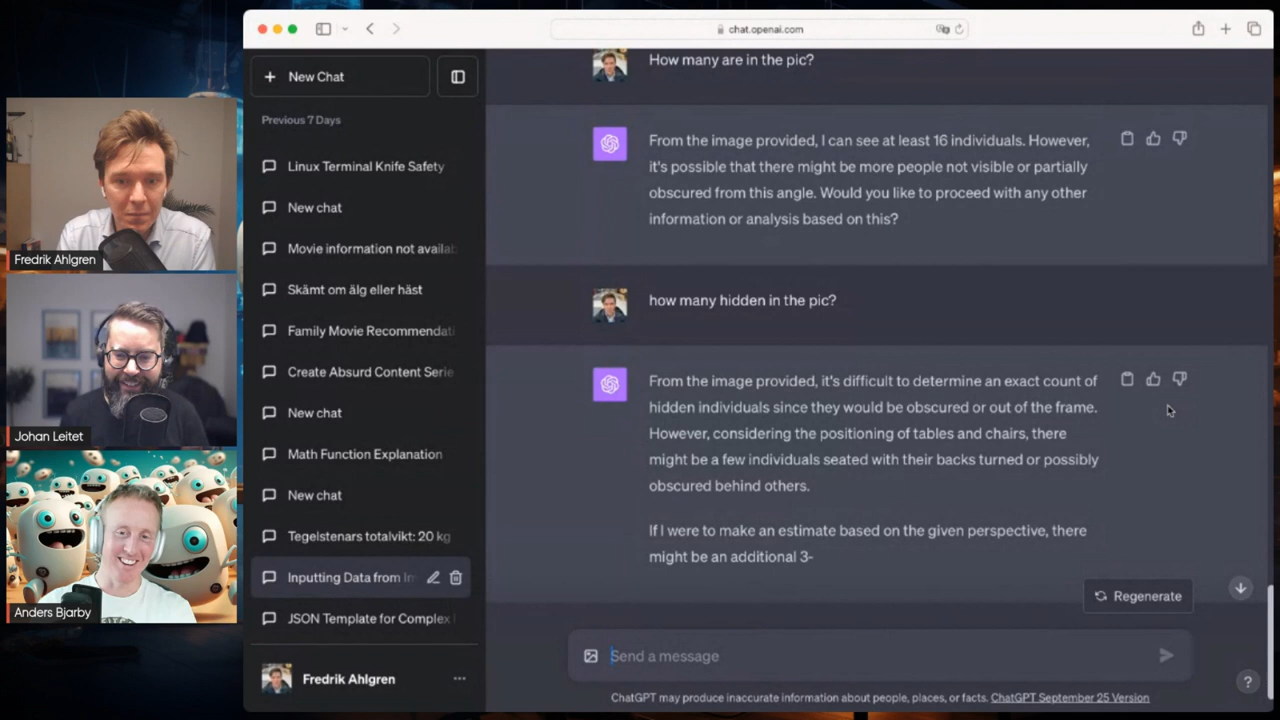 chat.openai.com
Fredrik Ahlgren
Johan Leitet
Anders Bjarby
+ New Chat
Previous 7 Days
Linux Terminal Knife Safety
New chat
Movie information not availab
Skämt om älg eller häst
Family Movie Recommendati
Create Absurd Content Serie
New chat
Math Function Explanation
New chat
Tegelstenars totalvikt: 20 kg
Inputting Data from Im
JSON Template for Complex
Fredrik Ahlgren
How many are in the pic?
From the image provided, I can see at least 16 individuals. However,
it's possible that there might be more people not visible or partially
obscured from this angle. Would you like to proceed with any other
information or analysis based on this?
how many hidden in the pic?
From the image provided, it's difficult to determine an exact count of
hidden individuals since they would be obscured or out of the frame.
However, considering the positioning of tables and chairs, there
might be a few individuals seated with their backs turned or possibly
obscured behind others.
If I were to make an estimate based on the given perspective, there
might be an additional 3-
Regenerate
Send a message
ChatGPT may produce inaccurate information about people, places, or facts. ChatGPT September 25 Version
?